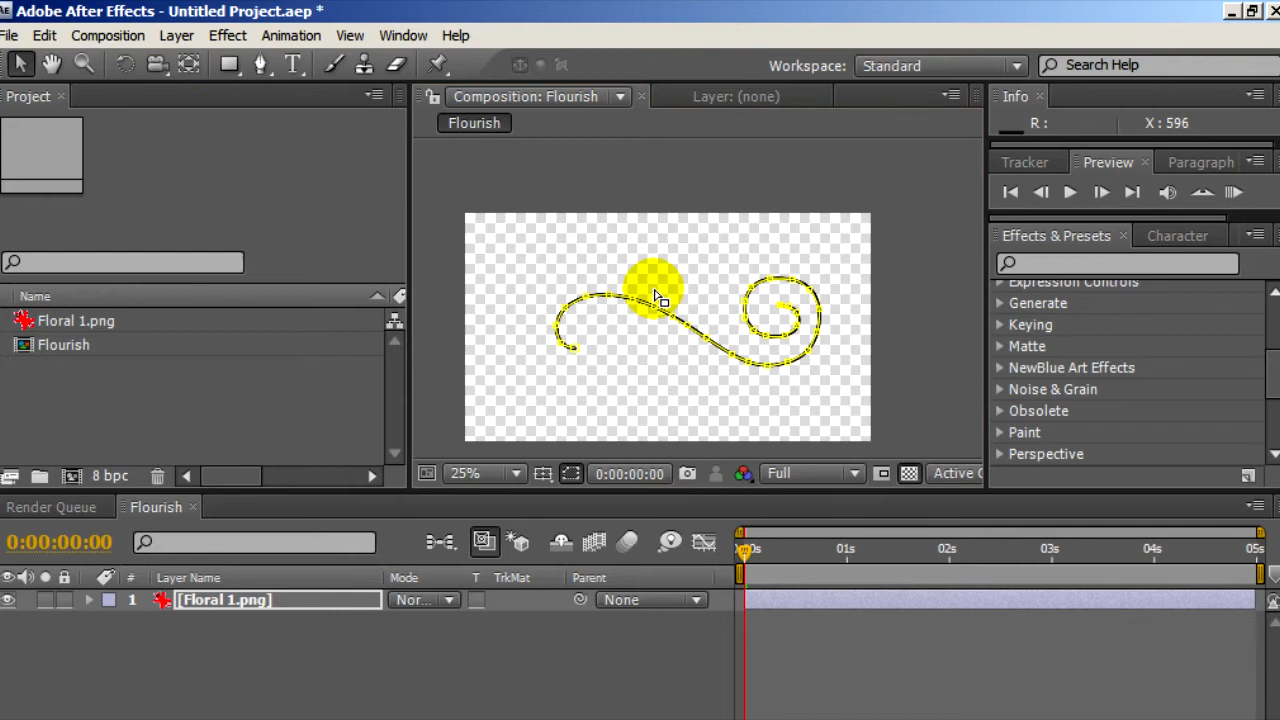 Adobe After Effects - Untitled Project.aep *
File Edit Composition Layer Effect Animation View Window Help
Workspace: Standard Search Help
Project Composition: Flourish Layer: (none) Info
Flourish R : X : 596
Tracker Preview Paragraph
Effects & Presets Character
Name Expression Controls
Floral 1.png Generate
Flourish Keying
Matte
NewBlue Art Effects
Noise & Grain
Obsolete
Paint
Perspective
8 bpc 25% 0:00:00:00 Full Active C
Render Queue Flourish
0:00:00:00 00s 01s 02s 03s 04s 05s
# Layer Name Mode T TrkMat Parent
1 [Floral 1.png] Nor... None